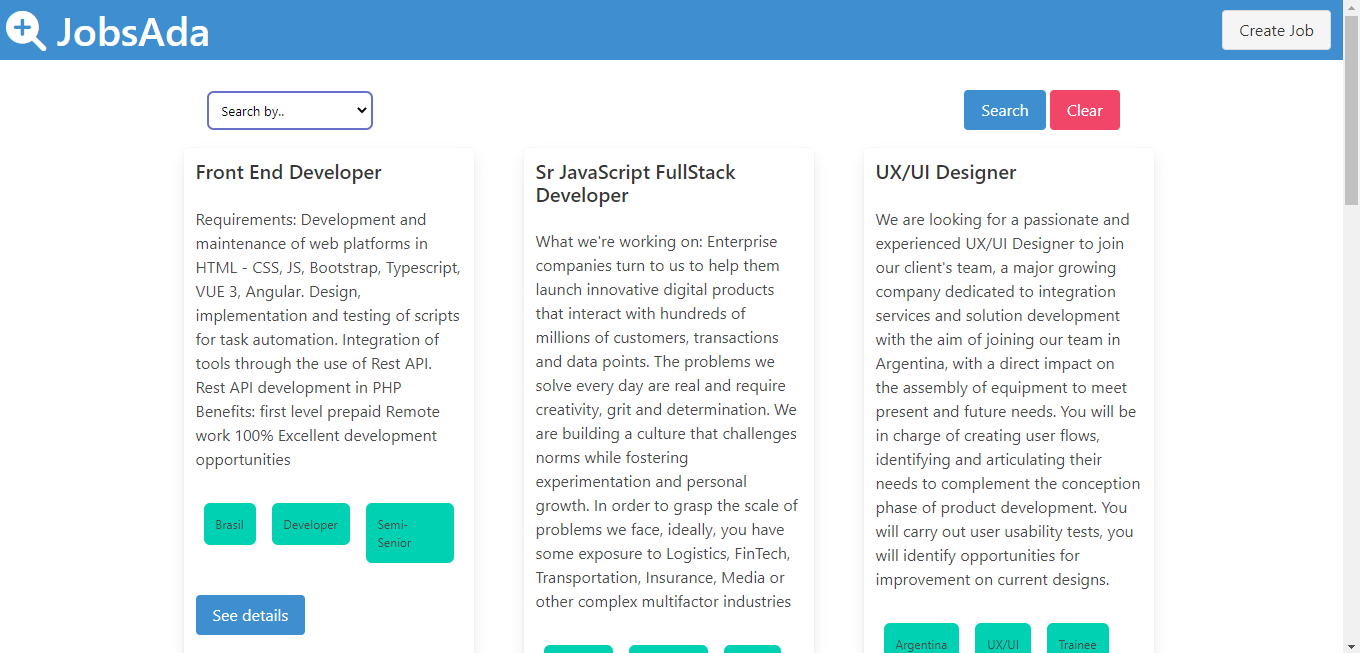 JobsAda
Create Job
Search by..
Search
Clear
Front End Developer
Requirements: Development and
maintenance of web platforms in
HTML - CSS, JS, Bootstrap, Typescript,
VUE 3, Angular. Design,
implementation and testing of scripts
for task automation. Integration of
tools through the use of Rest API.
Rest API development in PHP
Benefits: first level prepaid Remote
work 100% Excellent development
opportunities
Brasil
Developer
Semi-
Senior
See details
Sr JavaScript FullStack
Developer
What we're working on: Enterprise
companies turn to us to help them
launch innovative digital products
that interact with hundreds of
millions of customers, transactions
and data points. The problems we
solve every day are real and require
creativity, grit and determination. We
are building a culture that challenges
norms while fostering
experimentation and personal
growth. In order to grasp the scale of
problems we face, ideally, you have
some exposure to Logistics, FinTech,
Transportation, Insurance, Media or
other complex multifactor industries
UX/UI Designer
We are looking for a passionate and
experienced UX/UI Designer to join
our client's team, a major growing
company dedicated to integration
services and solution development
with the aim of joining our team in
Argentina, with a direct impact on
the assembly of equipment to meet
present and future needs. You will be
in charge of creating user flows,
identifying and articulating their
needs to complement the conception
phase of product development. You
will carry out user usability tests, you
will identify opportunities for
improvement on current designs.
Argentina
UX/UI
Trainee